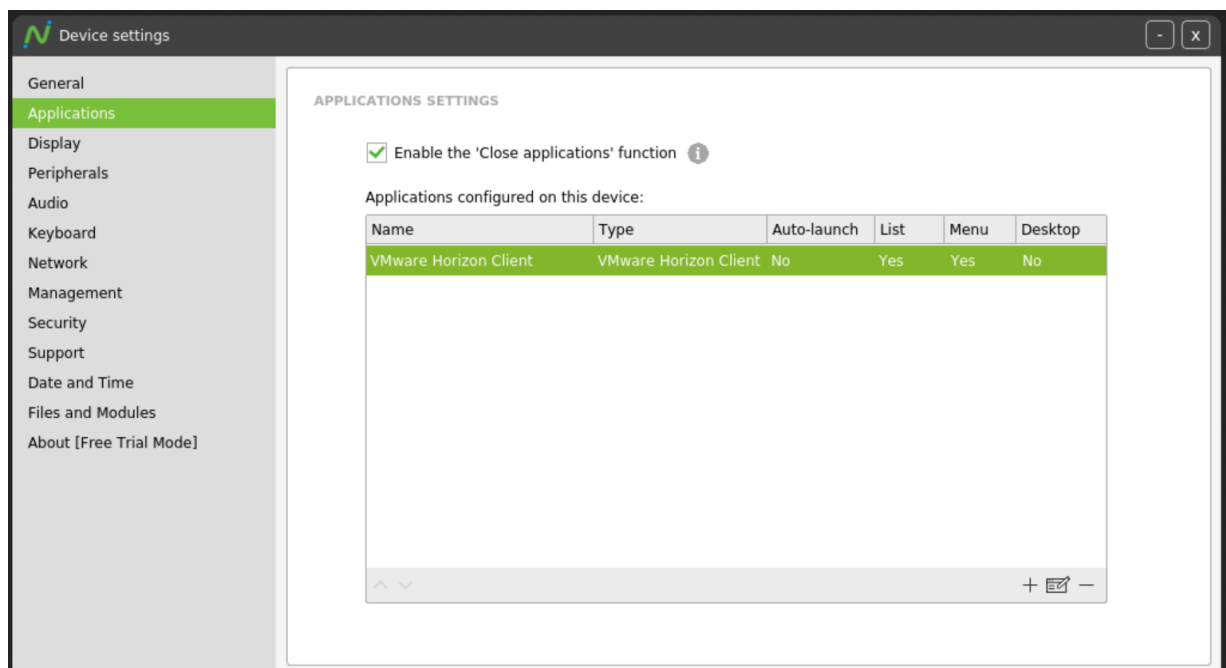 Device settings
- x
General
Applications
Display
Peripherals
Audio
Keyboard
Network
Management
Security
Support
Date and Time
Files and Modules
About [Free Trial Mode]
APPLICATIONS SETTINGS
Enable the 'Close applications' function i
Applications configured on this device:
Name Type Auto-launch List Menu Desktop
VMware Horizon Client VMware Horizon Client No Yes Yes No